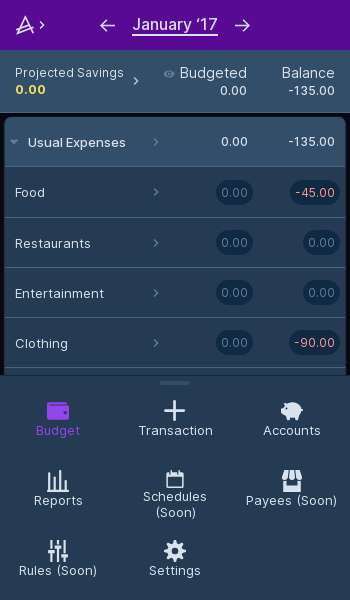 January ‘17
Projected Savings Budgeted Balance
0.00 0.00 -135.00
Usual Expenses 0.00 -135.00
Food 0.00 -45.00
Restaurants 0.00 0.00
Entertainment 0.00 0.00
Clothing 0.00 -90.00
Budget Transaction Accounts
Reports Schedules (Soon) Payees (Soon)
Rules (Soon) Settings